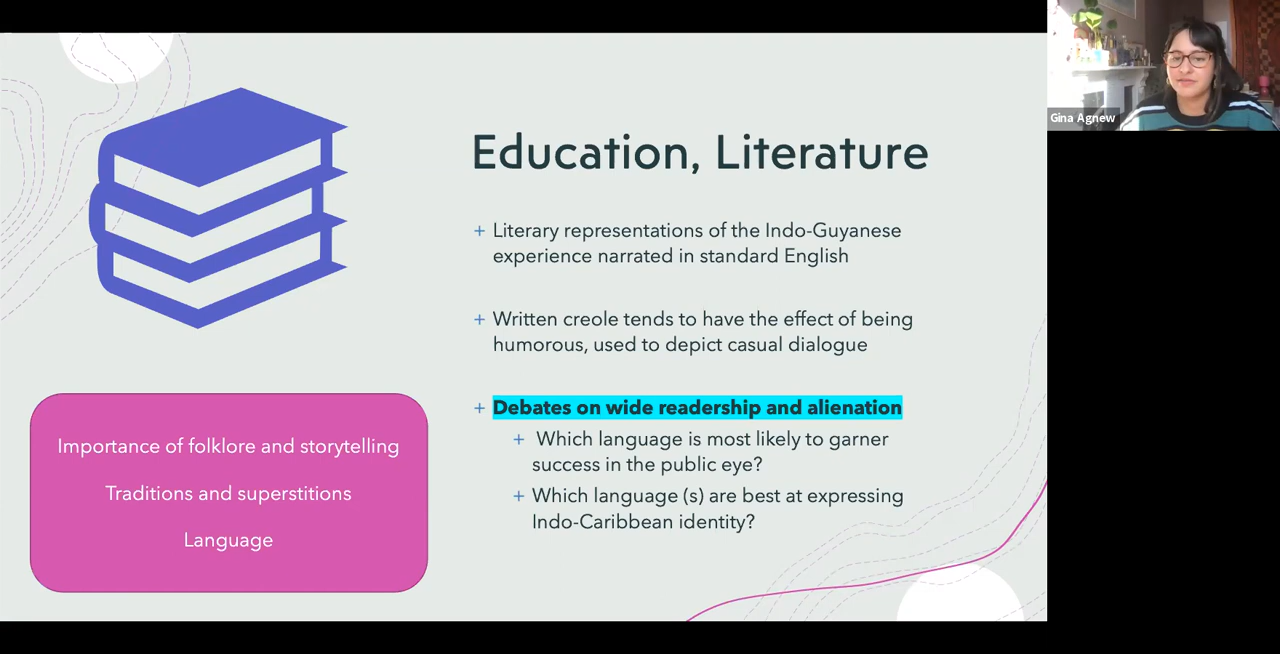 Gina Agnew
Education, Literature
+ Literary representations of the Indo-Guyanese
experience narrated in standard English
+ Written creole tends to have the effect of being
humorous, used to depict casual dialogue
+ Debates on wide readership and alienation
+ Which language is most likely to garner
success in the public eye?
+ Which language (s) are best at expressing
Indo-Caribbean identity?
Importance of folklore and storytelling
Traditions and superstitions
Language